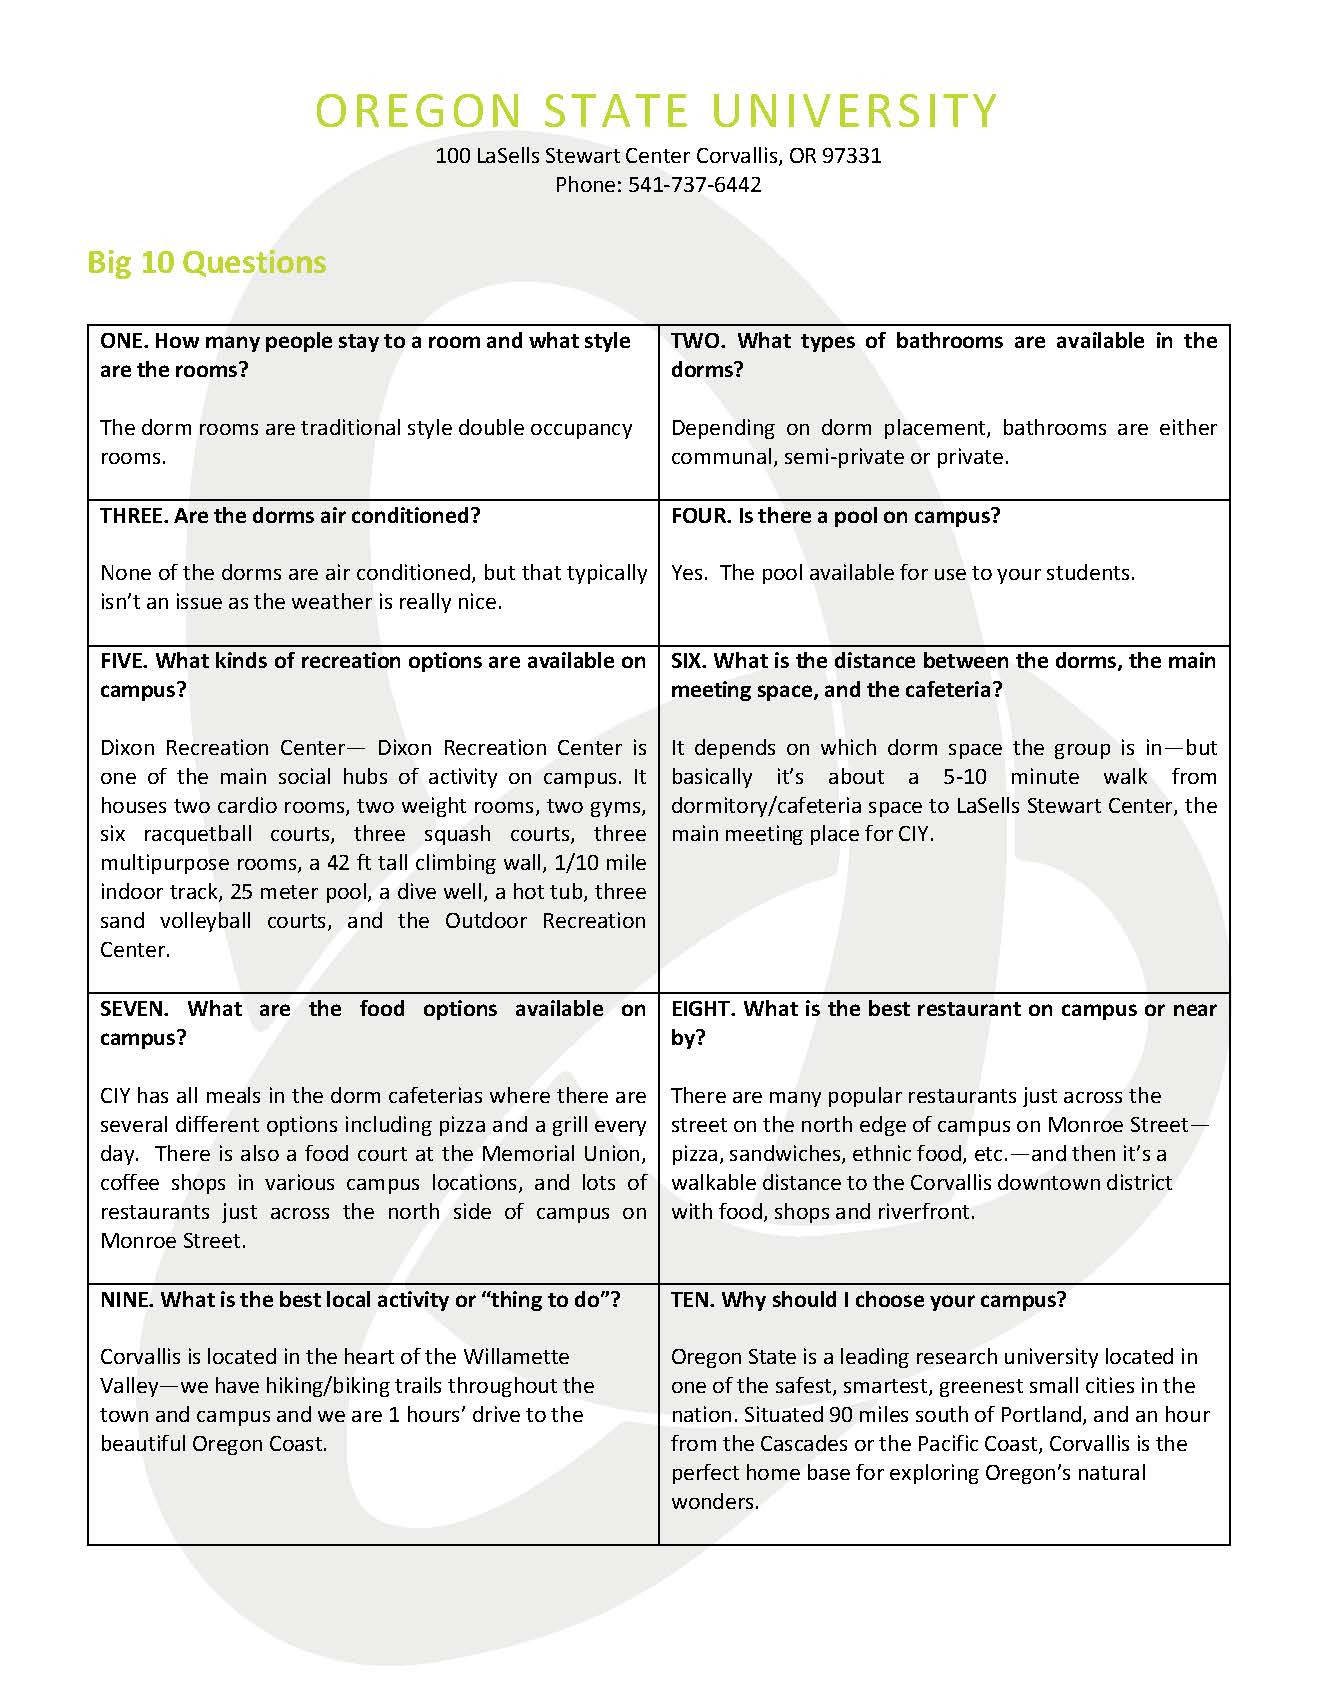 OREGON STATE UNIVERSITY
100 LaSells Stewart Center Corvallis, OR 97331
Phone: 541-737-6442
Big 10 Questions
ONE. How many people stay to a room and what style
are the rooms?
The dorm rooms are traditional style double occupancy
rooms.
TWO. What types of bathrooms are available in the
dorms?
Depending on dorm placement, bathrooms are either
communal, semi-private or private.
THREE. Are the dorms air conditioned?
None of the dorms are air conditioned, but that typically
isn’t an issue as the weather is really nice.
FOUR. Is there a pool on campus?
Yes.  The pool available for use to your students.
FIVE. What kinds of recreation options are available on
campus?
Dixon Recreation Center— Dixon Recreation Center is
one of the main social hubs of activity on campus. It
houses two cardio rooms, two weight rooms, two gyms,
six racquetball courts, three squash courts, three
multipurpose rooms, a 42 ft tall climbing wall, 1/10 mile
indoor track, 25 meter pool, a dive well, a hot tub, three
sand volleyball courts, and the Outdoor Recreation
Center.
SIX. What is the distance between the dorms, the main
meeting space, and the cafeteria?
It depends on which dorm space the group is in—but
basically it’s about a 5-10 minute walk from
dormitory/cafeteria space to LaSells Stewart Center, the
main meeting place for CIY.
SEVEN. What are the food options available on
campus?
CIY has all meals in the dorm cafeterias where there are
several different options including pizza and a grill every
day.  There is also a food court at the Memorial Union,
coffee shops in various campus locations, and lots of
restaurants just across the north side of campus on
Monroe Street.
EIGHT. What is the best restaurant on campus or near
by?
There are many popular restaurants just across the
street on the north edge of campus on Monroe Street—
pizza, sandwiches, ethnic food, etc.—and then it’s a
walkable distance to the Corvallis downtown district
with food, shops and riverfront.
NINE. What is the best local activity or “thing to do”?
Corvallis is located in the heart of the Willamette
Valley—we have hiking/biking trails throughout the
town and campus and we are 1 hours’ drive to the
beautiful Oregon Coast.
TEN. Why should I choose your campus?
Oregon State is a leading research university located in
one of the safest, smartest, greenest small cities in the
nation. Situated 90 miles south of Portland, and an hour
from the Cascades or the Pacific Coast, Corvallis is the
perfect home base for exploring Oregon’s natural
wonders.